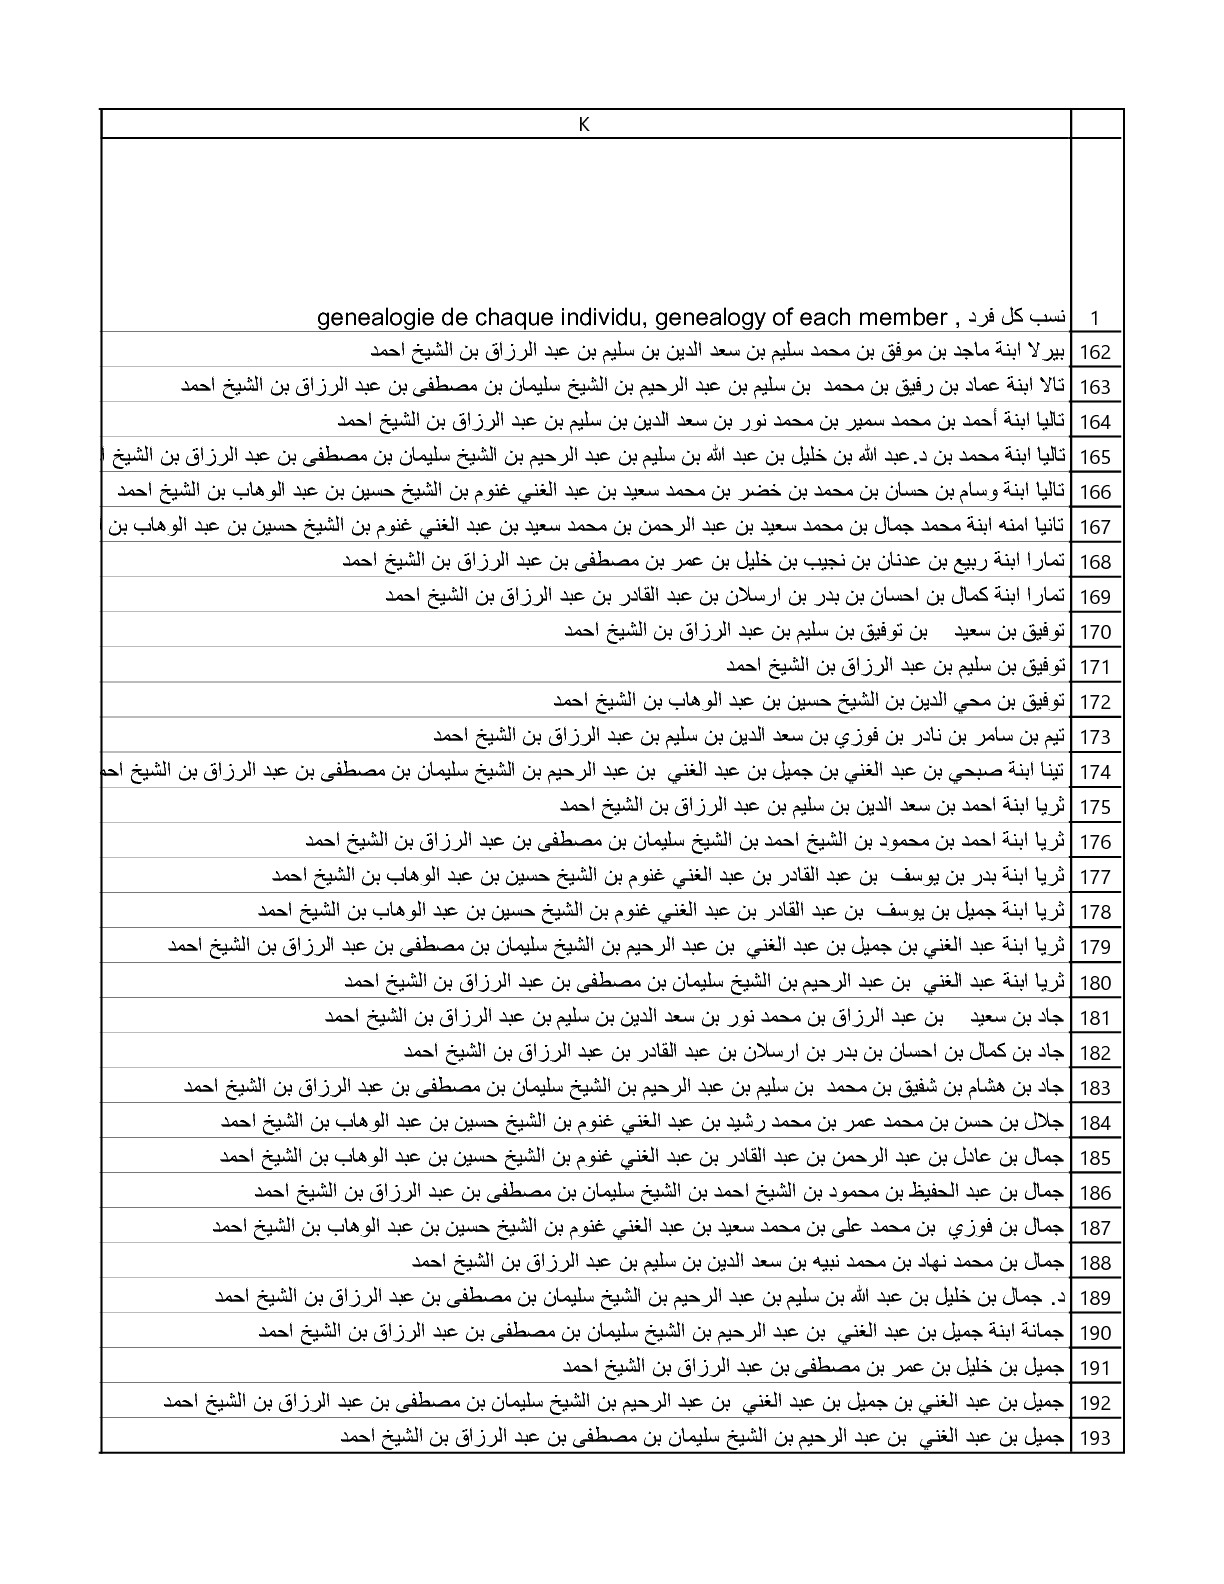 K
1 نسب كل فرد , genealogie de chaque individu, genealogy of each member
162 بيرلا ابنة ماجد بن موفق بن محمد سليم بن سعد الدين بن سليم بن عبد الرزاق بن الشيخ احمد
163 تالا ابنة عماد بن رفيق بن محمد بن سليم بن عبد الرحيم بن الشيخ سليمان بن مصطفى بن عبد الرزاق بن الشيخ احمد
164 تاليا ابنة أحمد بن محمد سمير بن محمد نور بن سعد الدين بن سليم بن عبد الرزاق بن الشيخ احمد
165 تاليا ابنة محمد بن د.عبد الله بن خليل بن عبد الله بن سليم بن عبد الرحيم بن الشيخ سليمان بن مصطفى بن عبد الرزاق بن الشيخ ا
166 تاليا ابنة وسام بن حسان بن محمد بن خضر بن محمد سعيد بن عبد الغني غنوم بن الشيخ حسين بن عبد الوهاب بن الشيخ احمد
167 تانيا امنه ابنة محمد جمال بن محمد سعيد بن عبد الرحمن بن محمد سعيد بن عبد الغني غنوم بن الشيخ حسين بن عبد الوهاب بن ا
168 تمارا ابنة ربيع بن عدنان بن نجيب بن خليل بن عمر بن مصطفى بن عبد الرزاق بن الشيخ احمد
169 تمارا ابنة كمال بن احسان بن بدر بن ارسلان بن عبد القادر بن عبد الرزاق بن الشيخ احمد
170 توفيق بن سعيد بن توفيق بن سليم بن عبد الرزاق بن الشيخ احمد
171 توفيق بن سليم بن عبد الرزاق بن الشيخ احمد
172 توفيق بن محي الدين بن الشيخ حسين بن عبد الوهاب بن الشيخ احمد
173 تيم بن سامر بن نادر بن فوزي بن سعد الدين بن سليم بن عبد الرزاق بن الشيخ احمد
174 تينا ابنة صبحي بن عبد الغني بن جميل بن عبد الغني بن عبد الرحيم بن الشيخ سليمان بن مصطفى بن عبد الرزاق بن الشيخ احم
175 ثريا ابنة احمد بن سعد الدين بن سليم بن عبد الرزاق بن الشيخ احمد
176 ثريا ابنة احمد بن محمود بن الشيخ احمد بن الشيخ سليمان بن مصطفى بن عبد الرزاق بن الشيخ احمد
177 ثريا ابنة بدر بن يوسف بن عبد القادر بن عبد الغني غنوم بن الشيخ حسين بن عبد الوهاب بن الشيخ احمد
178 ثريا ابنة جميل بن يوسف بن عبد القادر بن عبد الغني غنوم بن الشيخ حسين بن عبد الوهاب بن الشيخ احمد
179 ثريا ابنة عبد الغني بن جميل بن عبد الغني بن عبد الرحيم بن الشيخ سليمان بن مصطفى بن عبد الرزاق بن الشيخ احمد
180 ثريا ابنة عبد الغني بن عبد الرحيم بن الشيخ سليمان بن مصطفى بن عبد الرزاق بن الشيخ احمد
181 جاد بن سعيد بن عبد الرزاق بن محمد نور بن سعد الدين بن سليم بن عبد الرزاق بن الشيخ احمد
182 جاد بن كمال بن احسان بن بدر بن ارسلان بن عبد القادر بن عبد الرزاق بن الشيخ احمد
183 جاد بن هشام بن شفيق بن محمد بن سليم بن عبد الرحيم بن الشيخ سليمان بن مصطفى بن عبد الرزاق بن الشيخ احمد
184 جلال بن حسن بن محمد عمر بن محمد رشيد بن عبد الغني غنوم بن الشيخ حسين بن عبد الوهاب بن الشيخ احمد
185 جمال بن عادل بن عبد الرحمن بن عبد القادر بن عبد الغني غنوم بن الشيخ حسين بن عبد الوهاب بن الشيخ احمد
186 جمال بن عبد الحفيظ بن محمود بن الشيخ احمد بن الشيخ سليمان بن مصطفى بن عبد الرزاق بن الشيخ احمد
187 جمال بن فوزي بن محمد على بن محمد سعيد بن عبد الغني غنوم بن الشيخ حسين بن عبد الوهاب بن الشيخ احمد
188 جمال بن محمد نهاد بن محمد نبيه بن سعد الدين بن سليم بن عبد الرزاق بن الشيخ احمد
189 د. جمال بن خليل بن عبد الله بن سليم بن عبد الرحيم بن الشيخ سليمان بن مصطفى بن عبد الرزاق بن الشيخ احمد
190 جمانة ابنة جميل بن عبد الغني بن عبد الرحيم بن الشيخ سليمان بن مصطفى بن عبد الرزاق بن الشيخ احمد
191 جميل بن خليل بن عمر بن مصطفى بن عبد الرزاق بن الشيخ احمد
192 جميل بن عبد الغني بن جميل بن عبد الغني بن عبد الرحيم بن الشيخ سليمان بن مصطفى بن عبد الرزاق بن الشيخ احمد
193 جميل بن عبد الغني بن عبد الرحيم بن الشيخ سليمان بن مصطفى بن عبد الرزاق بن الشيخ احمد